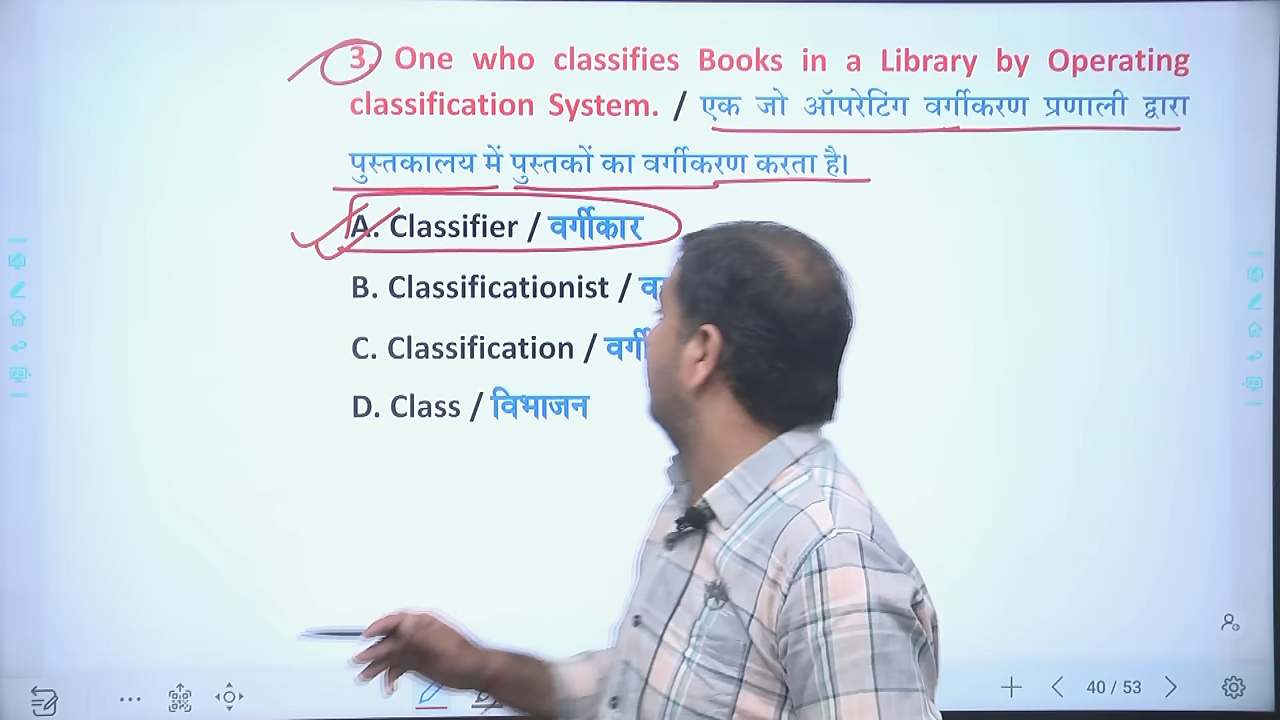 3. One who classifies Books in a Library by Operating
classification System. / एक जो ऑपरेटिंग वर्गीकरण प्रणाली द्वारा
पुस्तकालय में पुस्तकों का वर्गीकरण करता है।
A. Classifier / वर्गीकार
B. Classificationist /
C. Classification /
D. Class / विभाजन
40 / 53